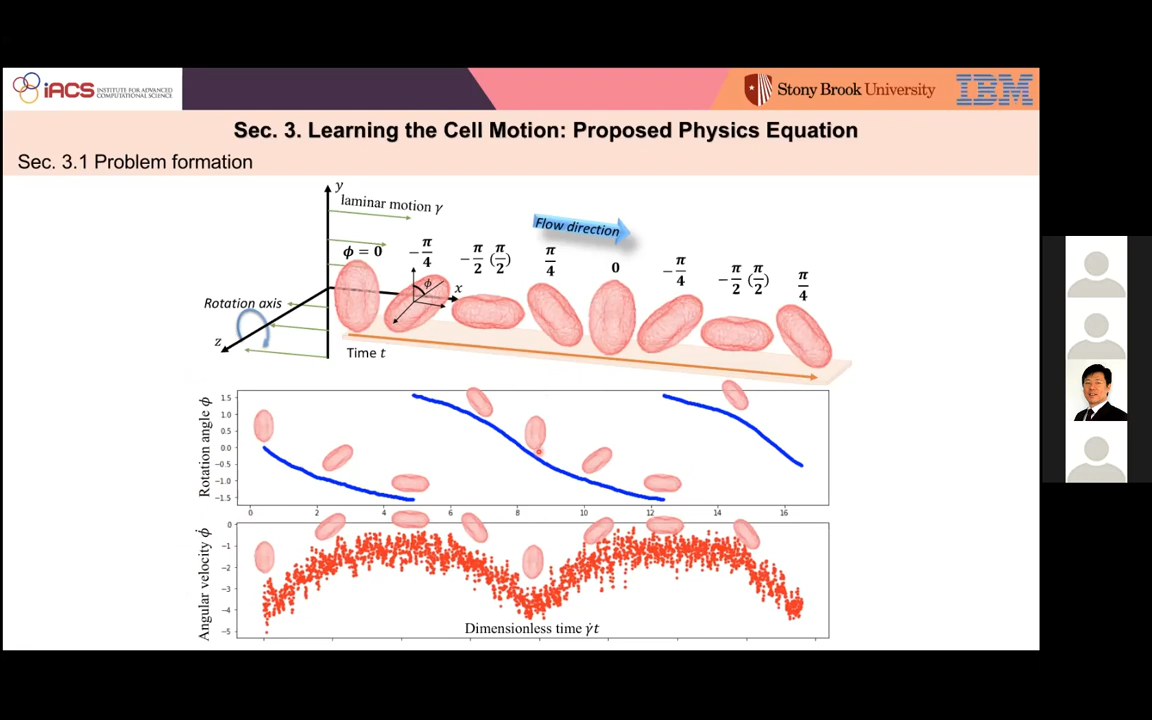 iACS INSTITUTE FOR ADVANCED COMPUTATIONAL SCIENCE
Stony Brook University
IBM
Sec. 3. Learning the Cell Motion: Proposed Physics Equation
Sec. 3.1 Problem formation
y
laminar motion γ
Flow direction
ϕ = 0
−π/4
−π/2 (π/2)
π/4
0
−π/4
−π/2 (π/2)
π/4
ϕ
x
Rotation axis
z
Time t
Rotation angle ϕ
1.5
1.0
0.5
0.0
−0.5
−1.0
−1.5
0 2 4 6 8 10 12 14 16
Angular velocity ϕ̇
0
−1
−2
−3
−4
−5
Dimensionless time γ̇t